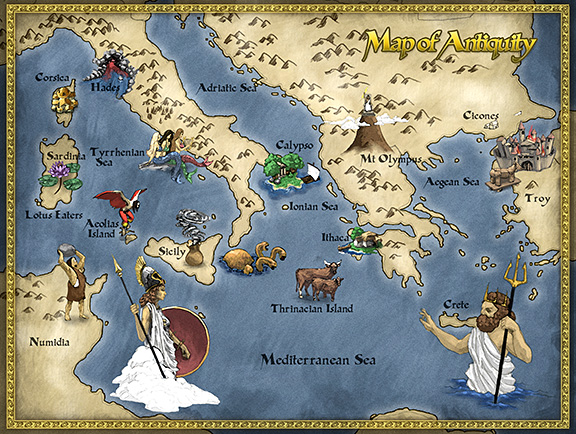 Map of Antiquity
Corsica
Hades
Adriatic Sea
Cicones
Sardinia
Tyrrhenian
Sea
Calypso
Mt Olympus
Aegean Sea
Troy
Lotus Eaters
Aeolias
Island
Ionian Sea
Sicily
Ithaca
Thrinacian Island
Crete
Numidia
Mediterranean Sea